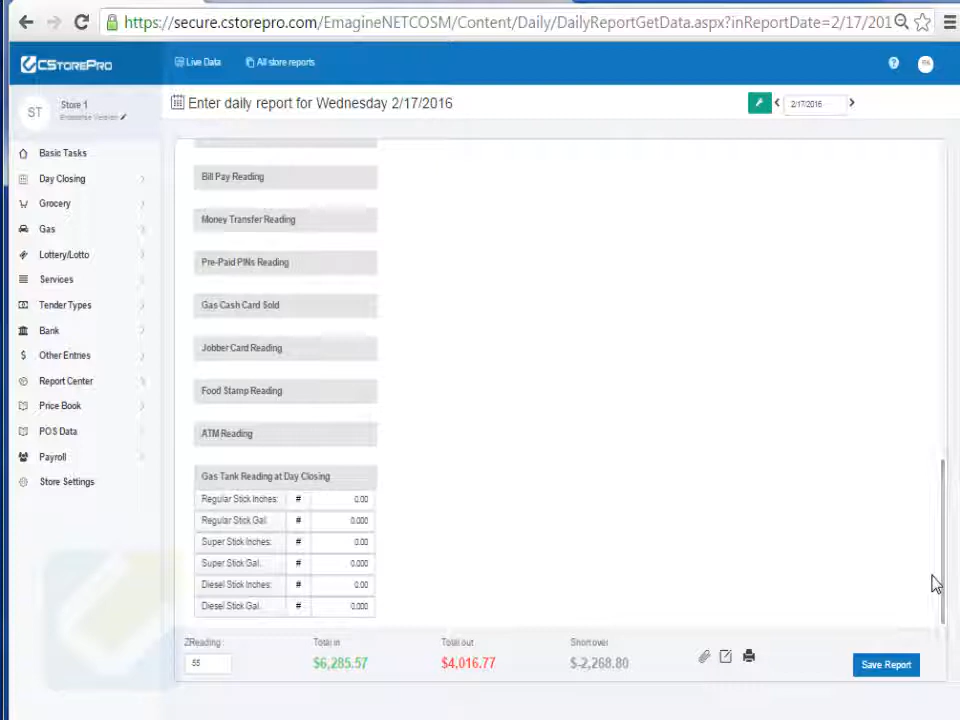 https://secure.cstorepro.com/EmagineNETCOSM/Content/Daily/DailyReportGetData.aspx?inReportDate=2/17/201
CSTOREPRO
Live Data
All store reports
ST
Store 1
Enterprise Version
Enter daily report for Wednesday 2/17/2016
2/17/2016
Basic Tasks
Day Closing
Grocery
Gas
Lottery/Lotto
Services
Tender Types
Bank
Other Entries
Report Center
Price Book
POS Data
Payroll
Store Settings
Bill Pay Reading
Money Transfer Reading
Pre-Paid PINs Reading
Gas Cash Card Sold
Jobber Card Reading
Food Stamp Reading
ATM Reading
Gas Tank Reading at Day Closing
Regular Stick Inches: # 0.00
Regular Stick Gal. # 0.000
Super Stick Inches: # 0.00
Super Stick Gal. # 0.000
Diesel Stick Inches: # 0.00
Diesel Stick Gal. # 0.000
ZReading: Total in Total out Short over
55 $6,285.57 $4,016.77 $-2,268.80
Save Report